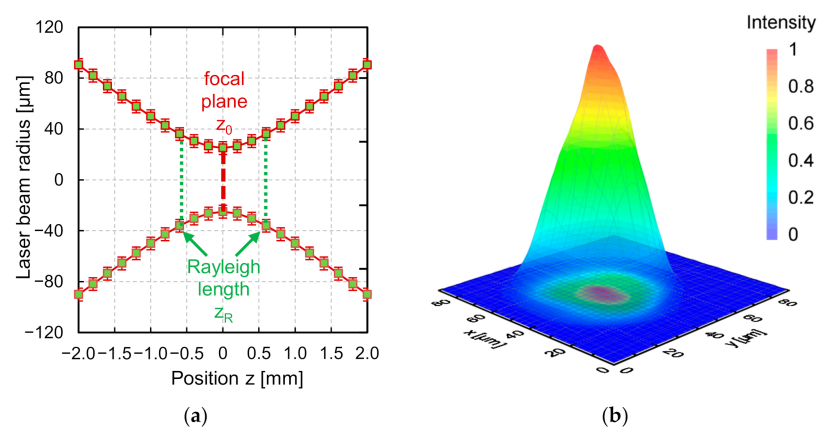 120
80
40
0
−40
−80
−120
Laser beam radius [µm]
focal
plane
z0
Rayleigh
length
zR
−2.0 −1.5 −1.0 −0.5 0 0.5 1.0 1.5 2.0
Position z [mm]
(a)
Intensity
1
0.8
0.6
0.4
0.2
0
80
60
40
20
0
x [µm]
0
20
40
60
80
y [µm]
(b)